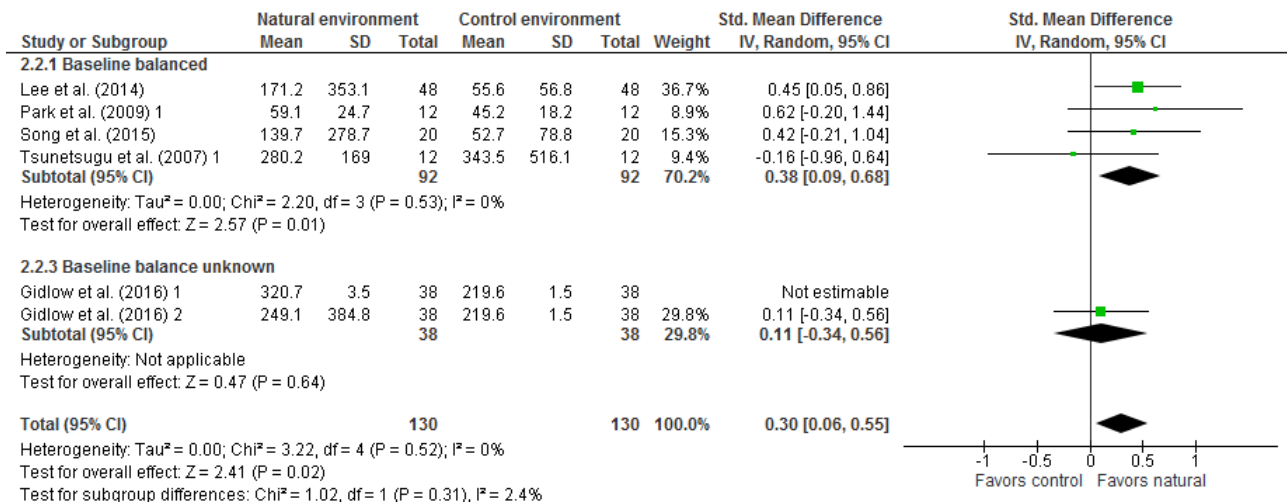 Natural environment Control environment Std. Mean Difference Std. Mean Difference
Study or Subgroup Mean SD Total Mean SD Total Weight IV, Random, 95% CI IV, Random, 95% CI
2.2.1 Baseline balanced
Lee et al. (2014) 171.2 353.1 48 55.6 56.8 48 36.7% 0.45 [0.05, 0.86]
Park et al. (2009) 1 59.1 24.7 12 45.2 18.2 12 8.9% 0.62 [-0.20, 1.44]
Song et al. (2015) 139.7 278.7 20 52.7 78.8 20 15.3% 0.42 [-0.21, 1.04]
Tsunetsugu et al. (2007) 1 280.2 169 12 343.5 516.1 12 9.4% -0.16 [-0.96, 0.64]
Subtotal (95% CI) 92 92 70.2% 0.38 [0.09, 0.68]
Heterogeneity: Tau² = 0.00; Chi² = 2.20, df = 3 (P = 0.53); I² = 0%
Test for overall effect: Z = 2.57 (P = 0.01)
2.2.3 Baseline balance unknown
Gidlow et al. (2016) 1 320.7 3.5 38 219.6 1.5 38 Not estimable
Gidlow et al. (2016) 2 249.1 384.8 38 219.6 1.5 38 29.8% 0.11 [-0.34, 0.56]
Subtotal (95% CI) 38 38 29.8% 0.11 [-0.34, 0.56]
Heterogeneity: Not applicable
Test for overall effect: Z = 0.47 (P = 0.64)
Total (95% CI) 130 130 100.0% 0.30 [0.06, 0.55]
Heterogeneity: Tau² = 0.00; Chi² = 3.22, df = 4 (P = 0.52); I² = 0%
Test for overall effect: Z = 2.41 (P = 0.02)
Test for subgroup differences: Chi² = 1.02, df = 1 (P = 0.31), I² = 2.4%
-1 -0.5 0 0.5 1
Favors control Favors natural